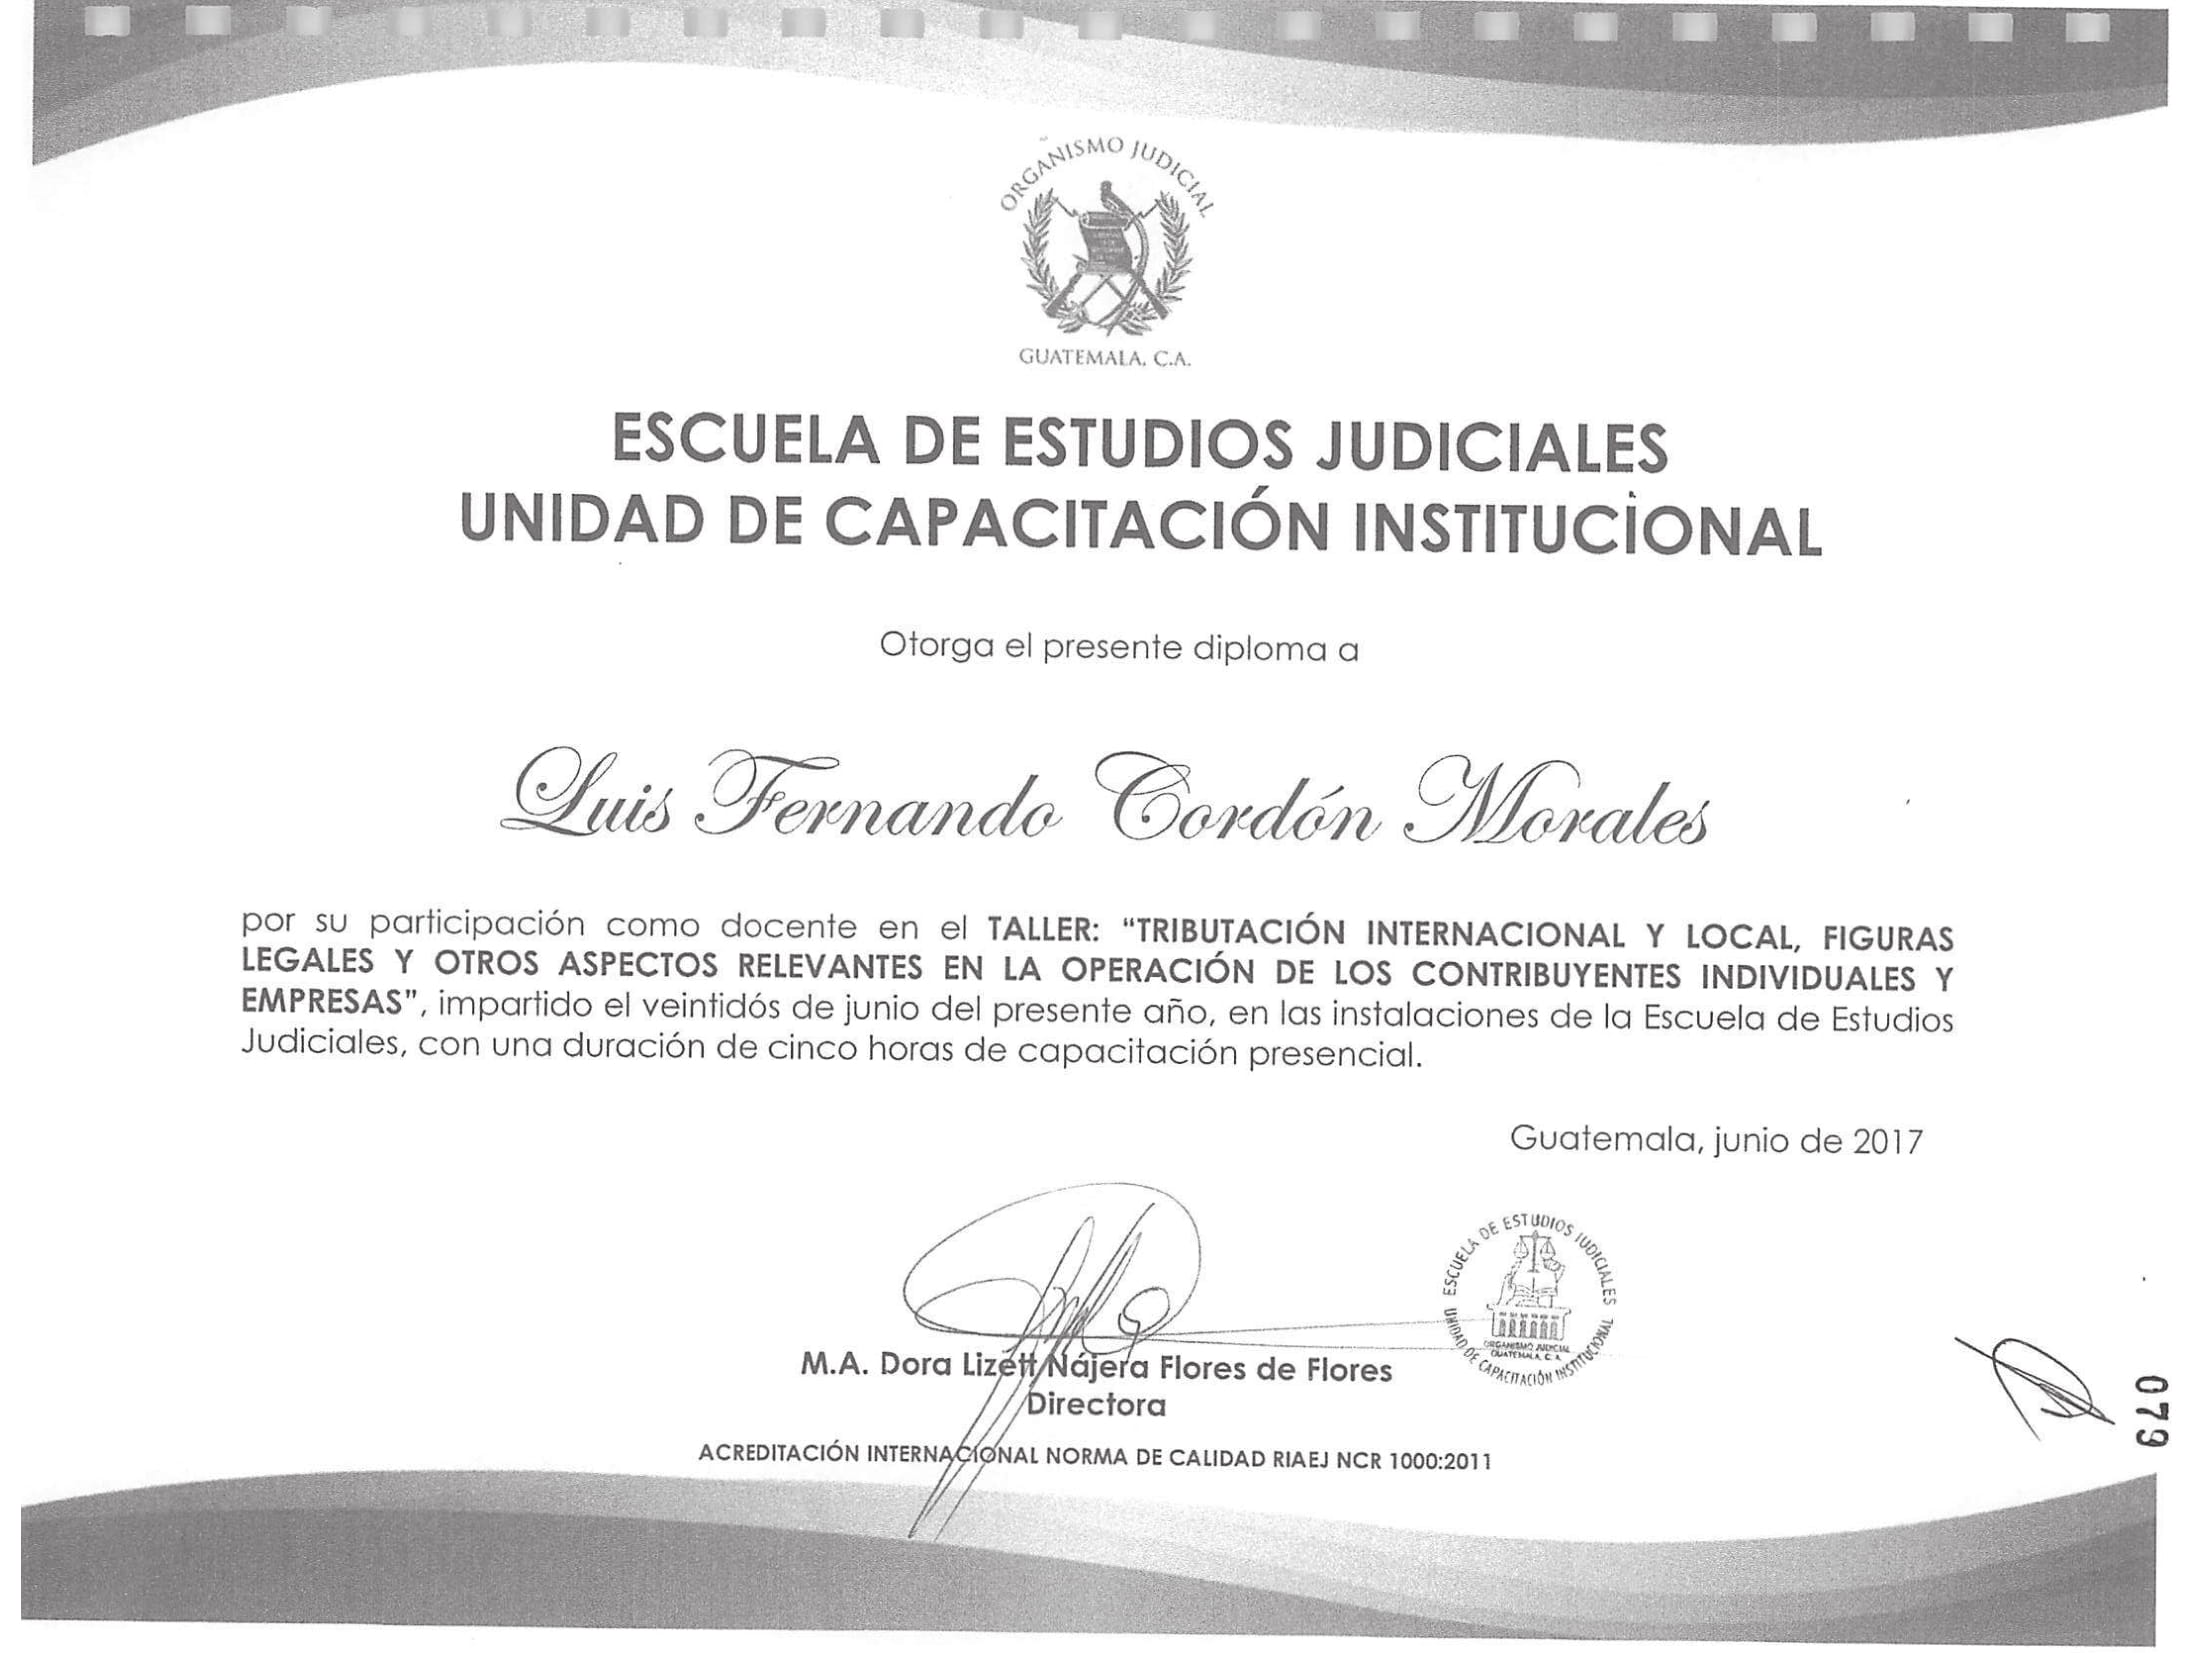 ORGANISMO JUDICIAL
GUATEMALA, C.A.
ESCUELA DE ESTUDIOS JUDICIALES
UNIDAD DE CAPACITACIÓN INSTITUCIONAL
Otorga el presente diploma a
Luis Fernando Cordón Morales
por su participación como docente en el TALLER: “TRIBUTACIÓN INTERNACIONAL Y LOCAL, FIGURAS
LEGALES Y OTROS ASPECTOS RELEVANTES EN LA OPERACIÓN DE LOS CONTRIBUYENTES INDIVIDUALES Y
EMPRESAS”, impartido el veintidós de junio del presente año, en las instalaciones de la Escuela de Estudios
Judiciales, con una duración de cinco horas de capacitación presencial.
Guatemala, junio de 2017
ESCUELA DE ESTUDIOS JUDICIALES
ORGANISMO JUDICIAL
GUATEMALA, C. A.
UNIDAD DE CAPACITACIÓN INSTITUCIONAL
M.A. Dora Lizett Nájera Flores de Flores
Directora
079
ACREDITACIÓN INTERNACIONAL NORMA DE CALIDAD RIAEJ NCR 1000:2011